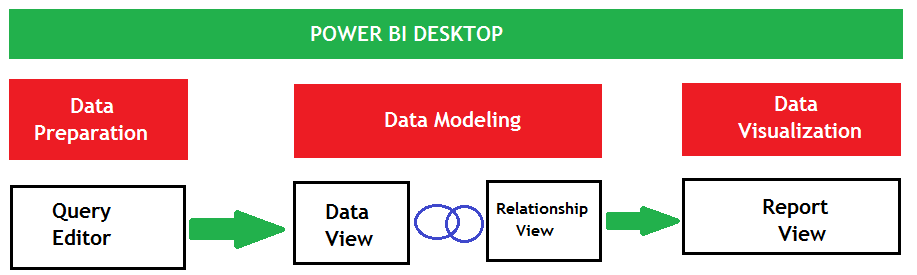 POWER BI DESKTOP
Data
Preparation
Data Modeling
Data
Visualization
Query
Editor
Data
View
Relationship
View
Report
View